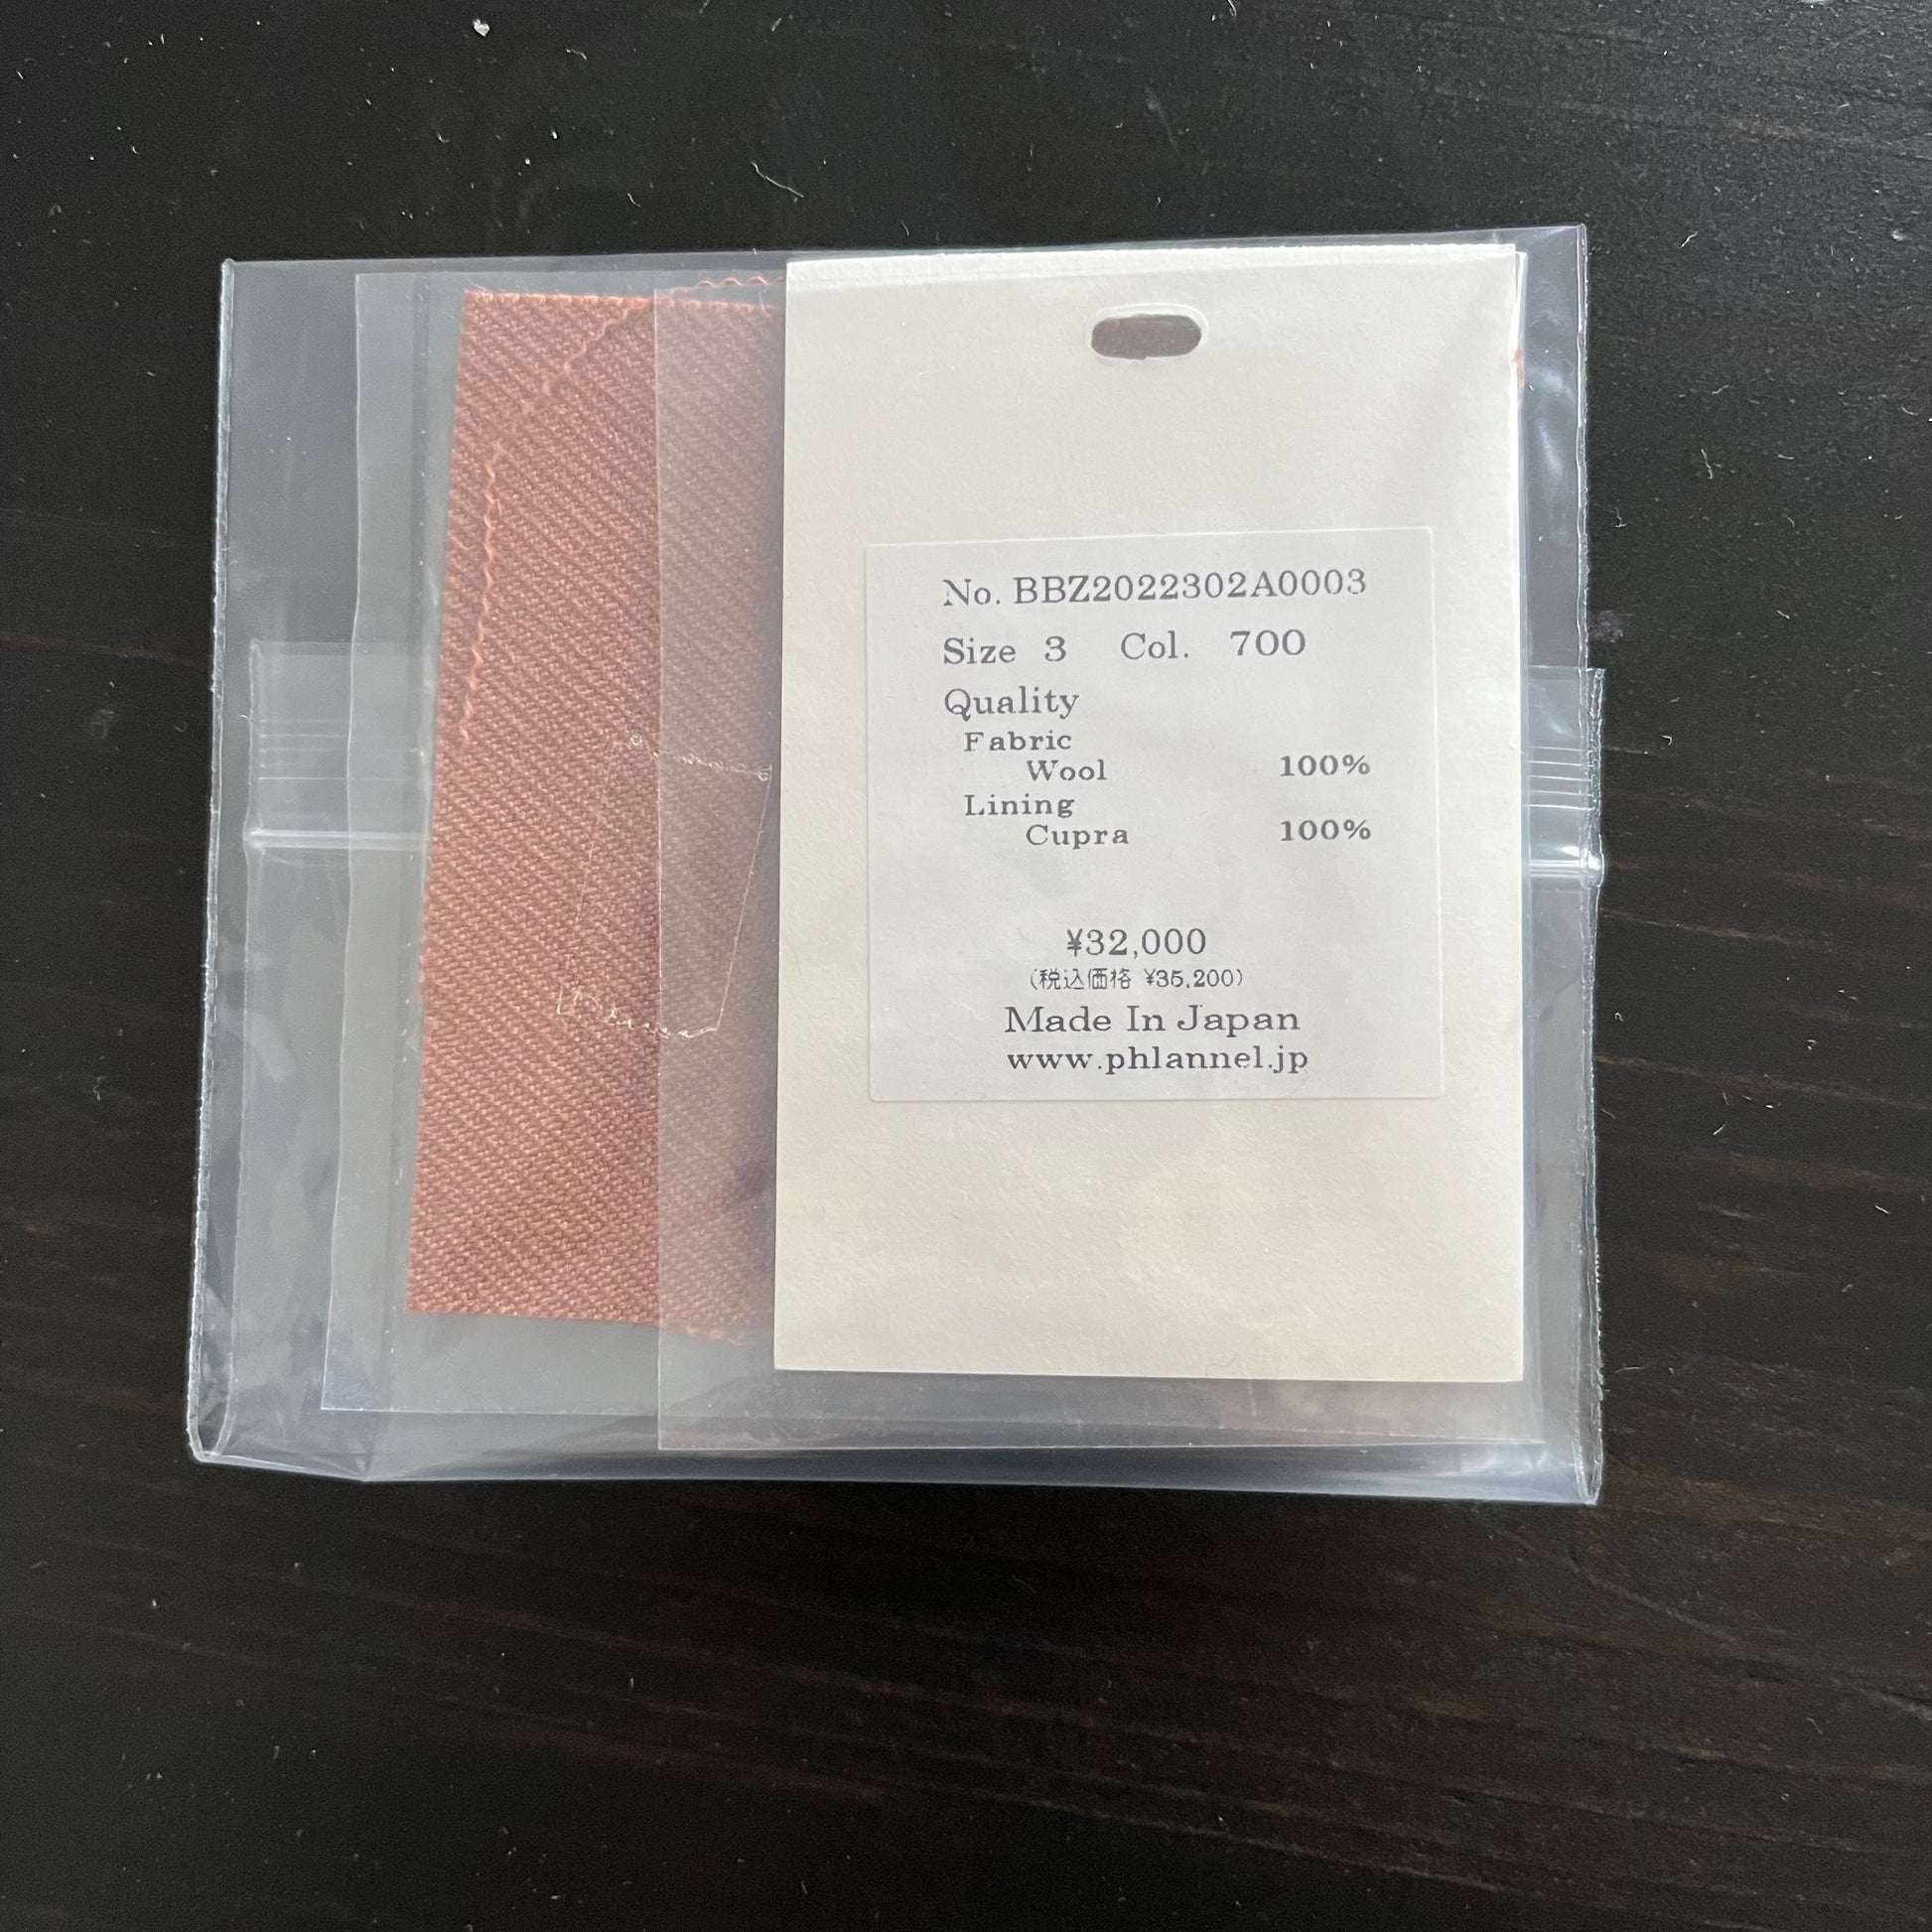 No. BBZ2022302A0003
Size 3 Col. 700
Quality
Fabric
Wool 100%
Lining
Cupra 100%
¥32,000
(税込価格 ¥35,200)
Made In Japan
www.phlannel.jp